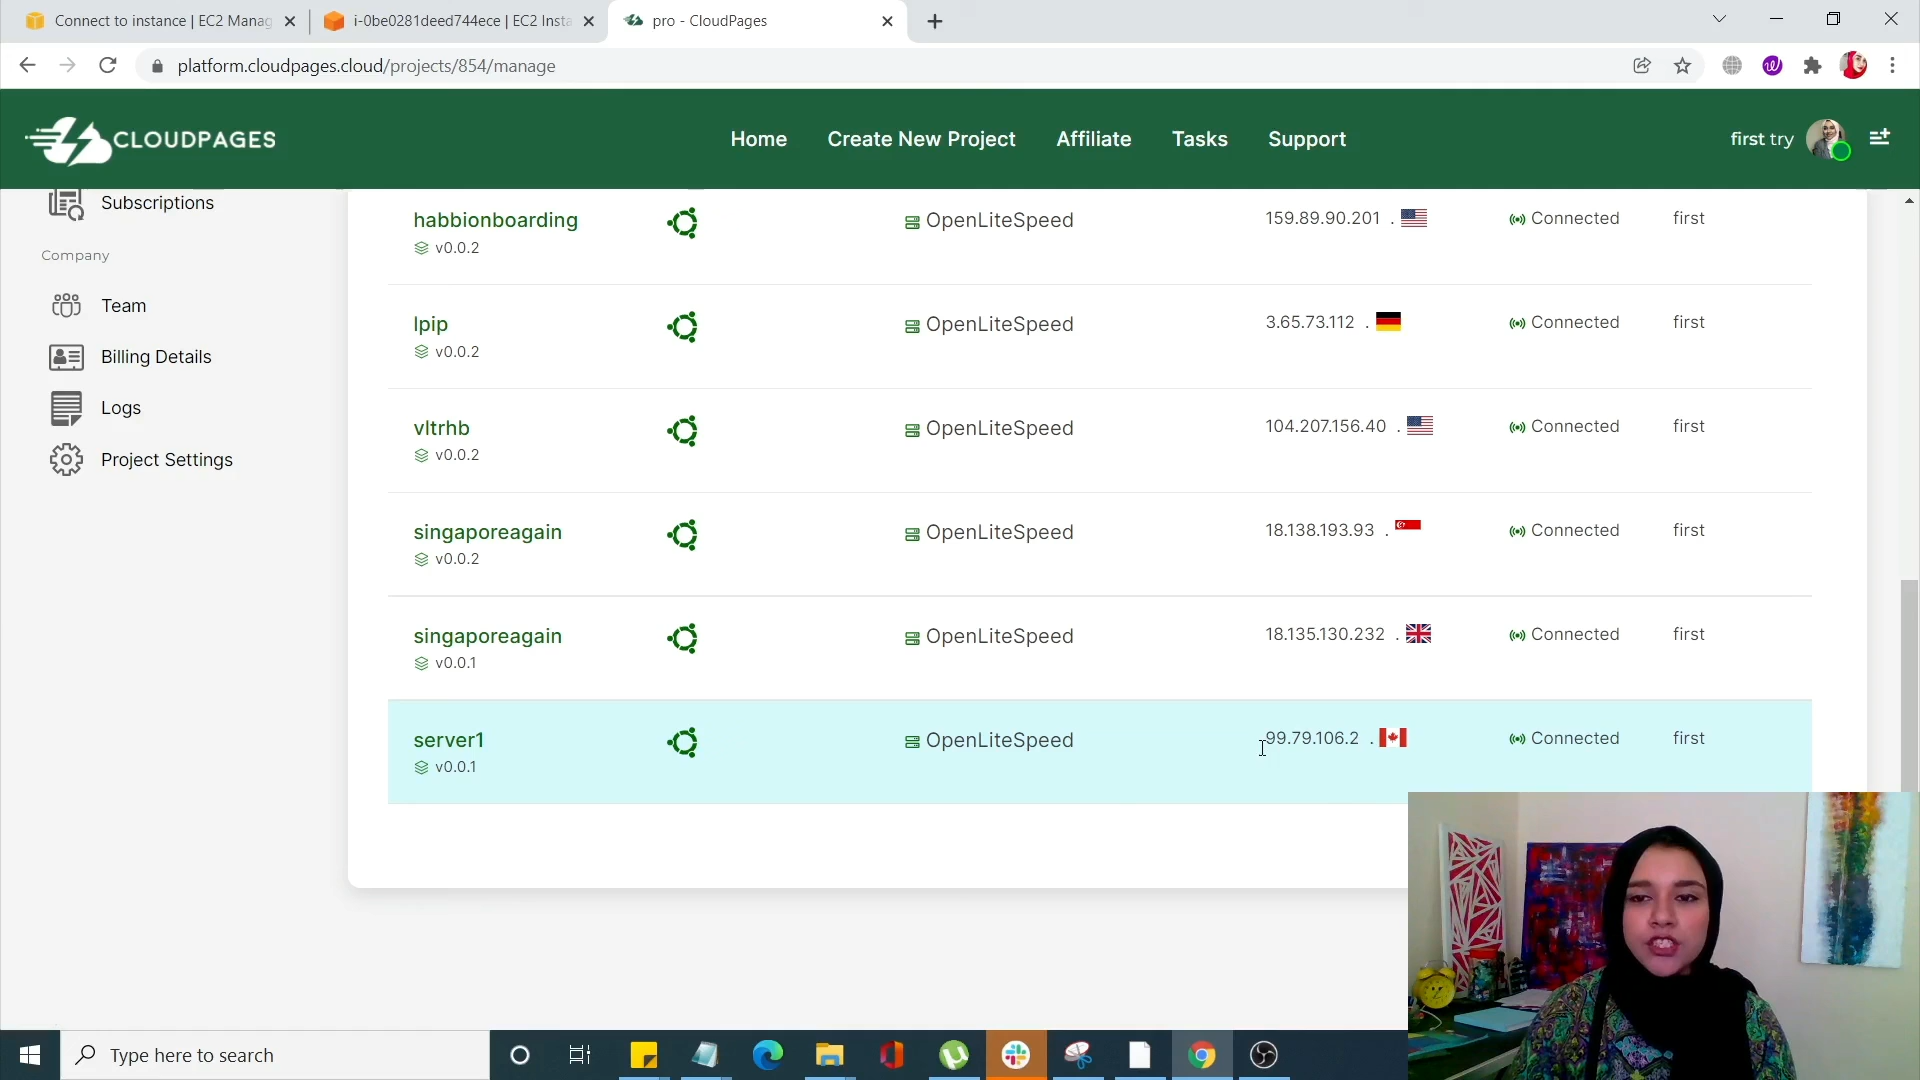 Connect to instance | EC2 Manag
i-0be0281deed744ece | EC2 Insta
pro - CloudPages
platform.cloudpages.cloud/projects/854/manage
CLOUDPAGES
Home
Create New Project
Affiliate
Tasks
Support
first try
Subscriptions
Company
Team
Billing Details
Logs
Project Settings
habbionboarding
v0.0.2
OpenLiteSpeed
159.89.90.201 .
Connected
first
lpip
v0.0.2
OpenLiteSpeed
3.65.73.112 .
Connected
first
vltrhb
v0.0.2
OpenLiteSpeed
104.207.156.40 .
Connected
first
singaporeagain
v0.0.2
OpenLiteSpeed
18.138.193.93 .
Connected
first
singaporeagain
v0.0.1
OpenLiteSpeed
18.135.130.232 .
Connected
first
server1
v0.0.1
OpenLiteSpeed
99.79.106.2 .
Connected
first
Type here to search